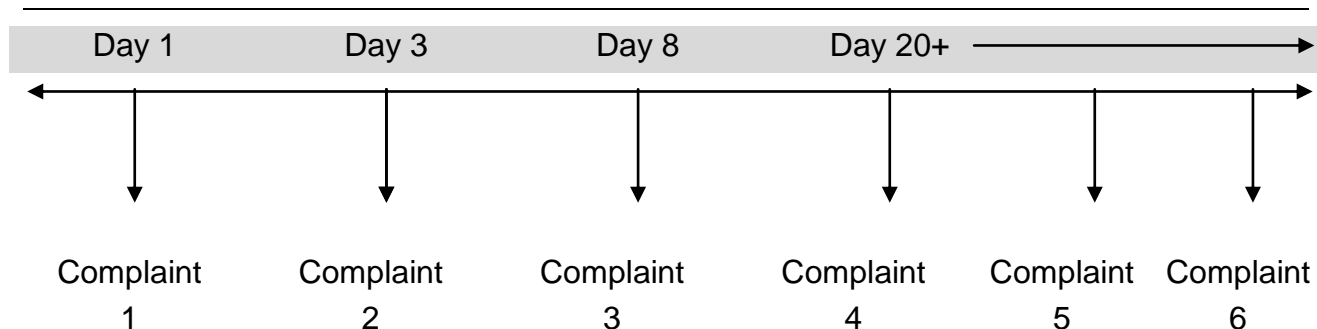 Day 1 Day 3 Day 8 Day 20+
Complaint Complaint Complaint Complaint Complaint Complaint
1 2 3 4 5 6